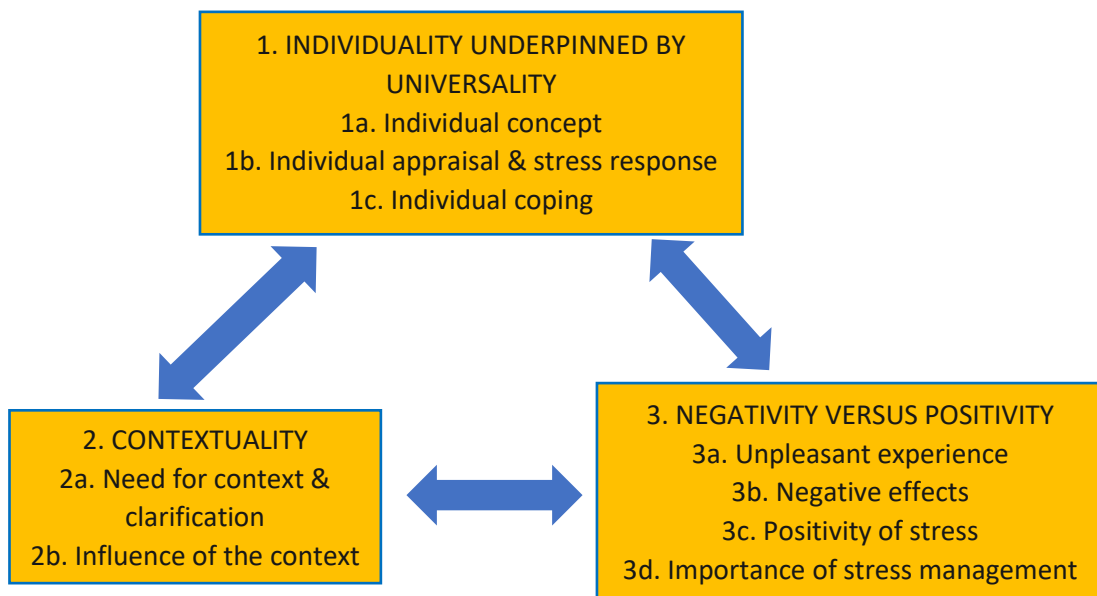 1. INDIVIDUALITY UNDERPINNED BY
UNIVERSALITY
1a. Individual concept
1b. Individual appraisal & stress response
1c. Individual coping
2. CONTEXTUALITY
2a. Need for context &
clarification
2b. Influence of the context
3. NEGATIVITY VERSUS POSITIVITY
3a. Unpleasant experience
3b. Negative effects
3c. Positivity of stress
3d. Importance of stress management